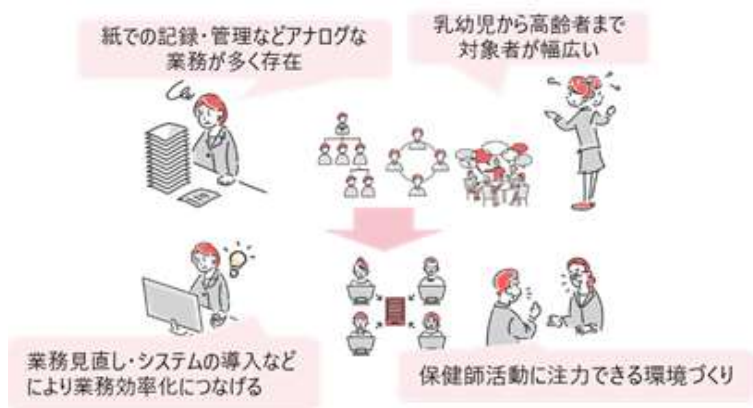 紙での記録・管理などアナログな
業務が多く存在
乳幼児から高齢者まで
対象者が幅広い
業務見直し・システムの導入など
により業務効率化につなげる
保健師活動に注力できる環境づくり